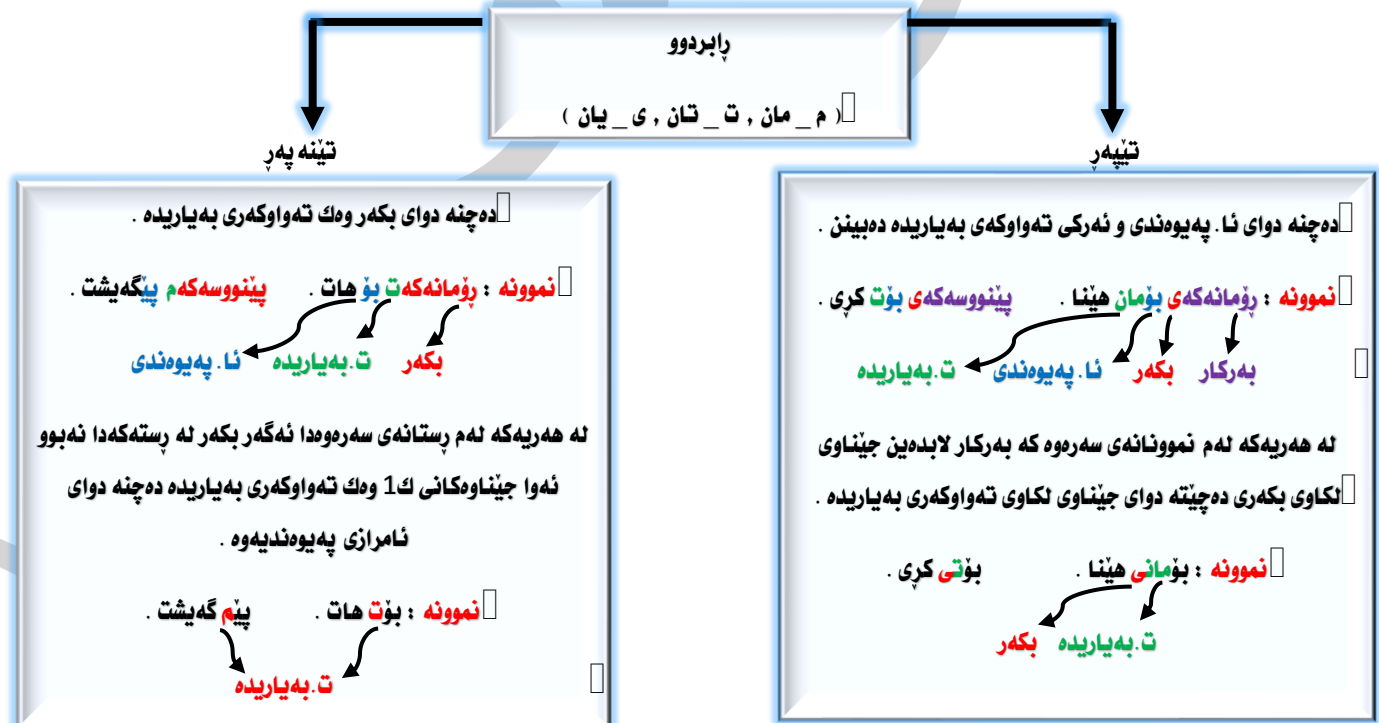 ڕابردوو
( م _ مان , ت _ تان , ی _ یان )
تێپەڕ
دەچنە دوای ئا. پەیوەندی و ئەرکی تەواوکەی بەیاریدە دەبینن .
نموونە : ڕۆمانەکەی بۆمان هێنا . پێنووسەکەی بۆت کڕی .
بەرکار بکەر ئا. پەیوەندی ت.بەیاریدە
لە هەریەکە لەم نموونانەی سەرەوە کە بەرکار لابدەین جێناوی
لکاوی بکەری دەچێتە دوای جێناوی لکاوی تەواوکەری بەیاریدە .
نموونە : بۆمانی هێنا . بۆتی کڕی .
ت.بەیاریدە بکەر
تێنە پەڕ
دەچنە دوای بکەر وەك تەواوکەری بەیاریدە .
نموونە : ڕۆمانەکەت بۆ هات . پێنووسەکەم پێگەیشت .
بکەر ت.بەیاریدە ئا. پەیوەندی
لە هەریەکە لەم ڕستانەی سەرەوەدا ئەگەر بکەر لە ڕستەکەدا نەبوو
ئەوا جێناوەکانی ك1 وەك تەواوکەری بەیاریدە دەچنە دوای
ئامرازی پەیوەندیەوە .
نموونە : بۆت هات . پێم گەیشت .
ت.بەیاریدە